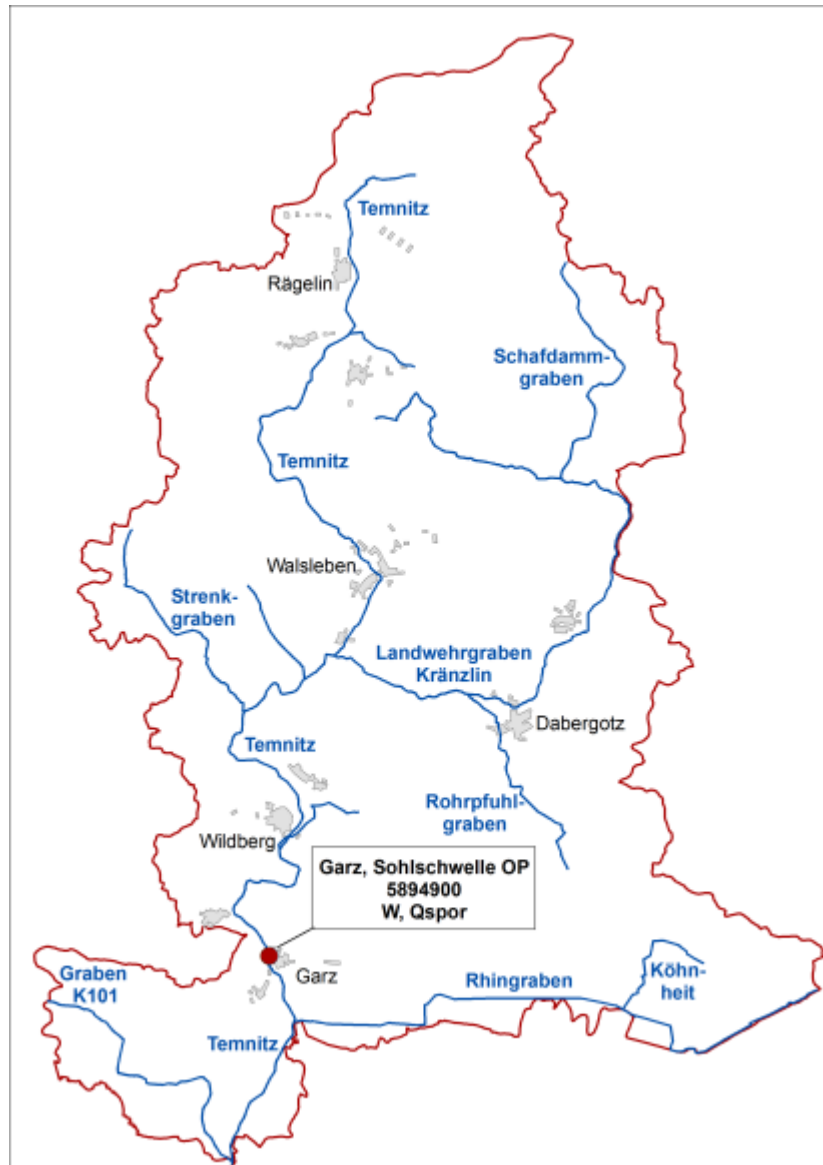 Temnitz
Rägelin
Schafdamm-
graben
Temnitz
Walsleben
Strenk-
graben
Landwehrgraben
Kränzlin
Dabergotz
Temnitz
Rohrpfuhl-
graben
Wildberg
Garz, Sohlschwelle OP
5894900
W, Qspor
Graben
K101
Garz
Rhingraben
Köhn-
heit
Temnitz